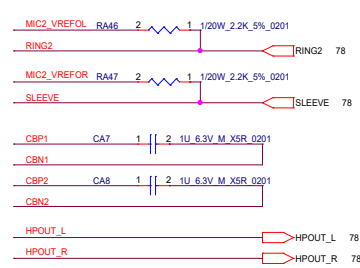 MIC2_VREFOL RA46 2 1 1/20W_2.2K_5%_0201
RING2 RING2 78
MIC2_VREFOR RA47 2 1 1/20W_2.2K_5%_0201
SLEEVE SLEEVE 78
CBP1 CA7 1 2 1U_6.3V_M_X5R_0201
CBN1
CBP2 CA8 1 2 1U_6.3V_M_X5R_0201
CBN2
HPOUT_L HPOUT_L 78
HPOUT_R HPOUT_R 78